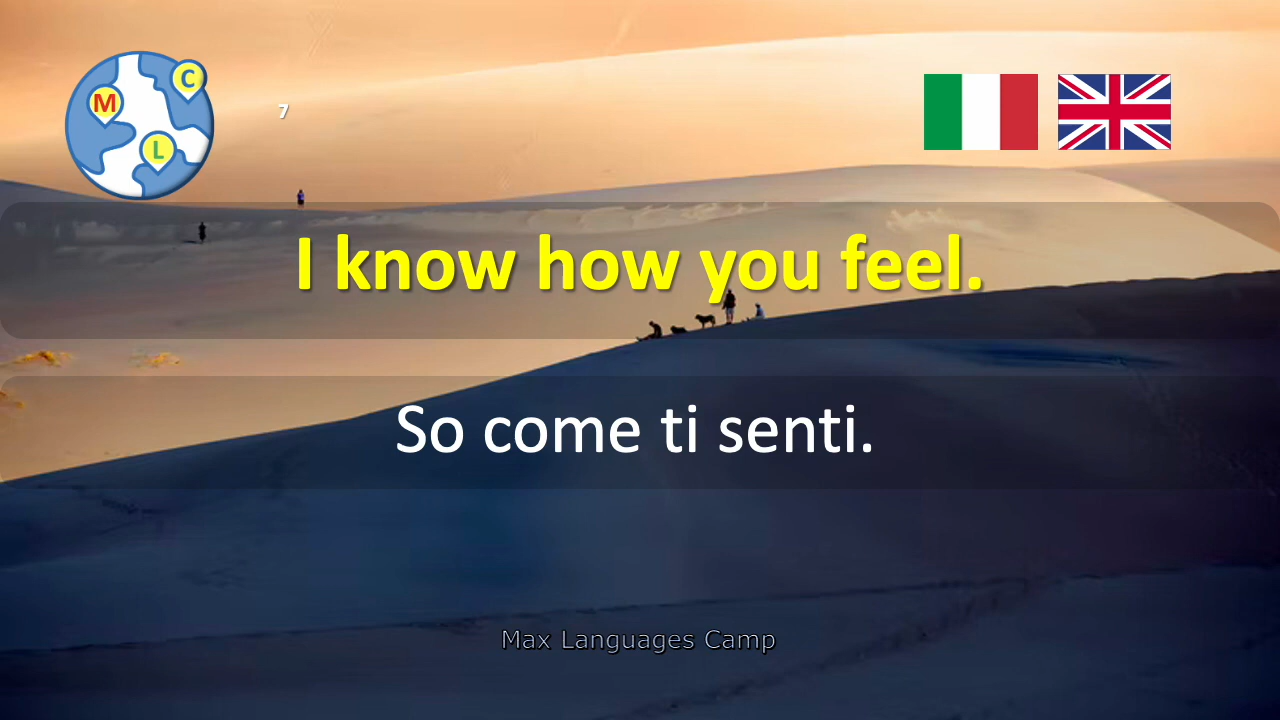 C
M
L
7
I know how you feel.
So come ti senti.
Max Languages Camp